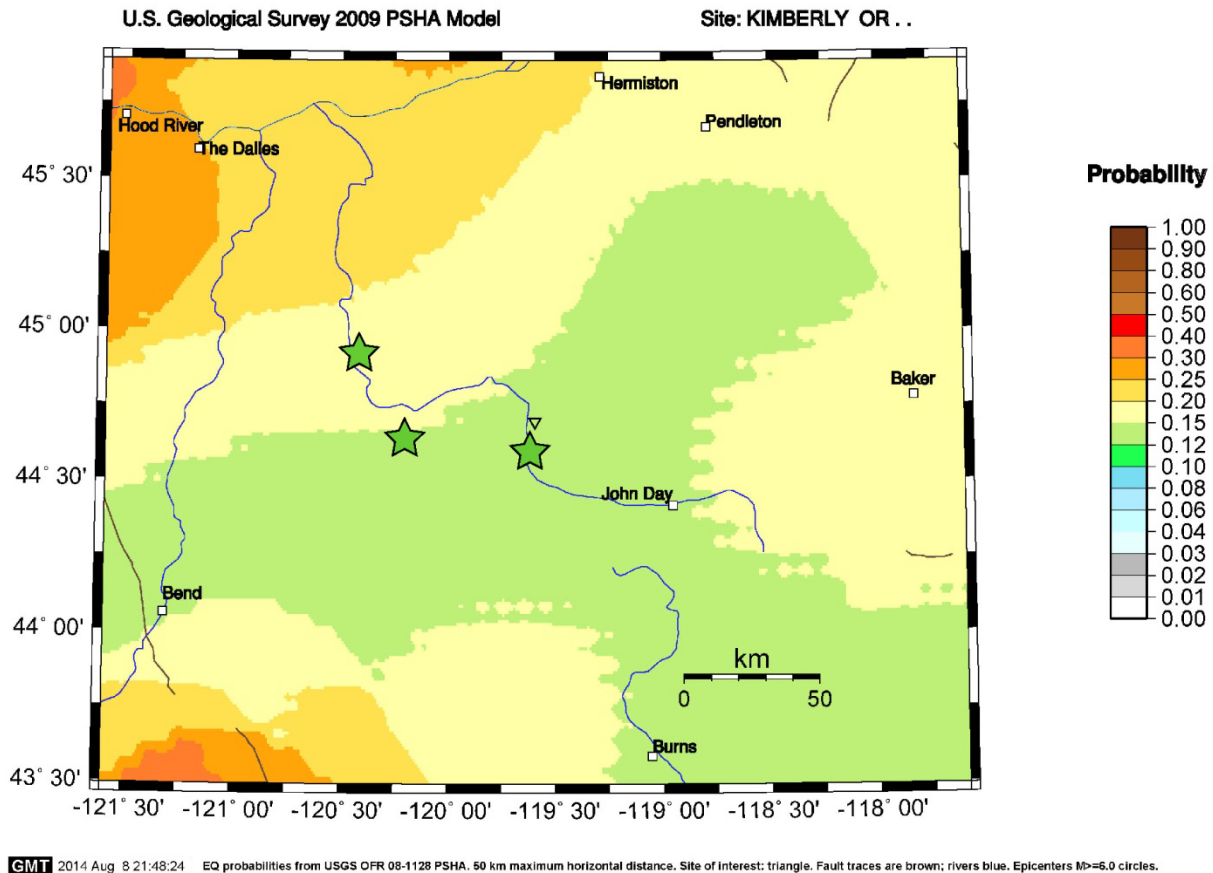 U.S. Geological Survey 2009 PSHA Model Site: KIMBERLY OR . .
Hermiston
Hood River
Pendleton
The Dalles
45° 30'
45° 00'
Baker
44° 30'
John Day
Bend
44° 00'
km
0 50
Burns
43° 30'
-121° 30' -121° 00' -120° 30' -120° 00' -119° 30' -119° 00' -118° 30' -118° 00'
Probability
1.00
0.90
0.80
0.60
0.50
0.40
0.30
0.25
0.20
0.15
0.12
0.10
0.08
0.06
0.04
0.03
0.02
0.01
0.00
GMT 2014 Aug 8 21:48:24 EQ probabilities from USGS OFR 08-1128 PSHA. 50 km maximum horizontal distance. Site of interest: triangle. Fault traces are brown; rivers blue. Epicenters M>=6.0 circles.